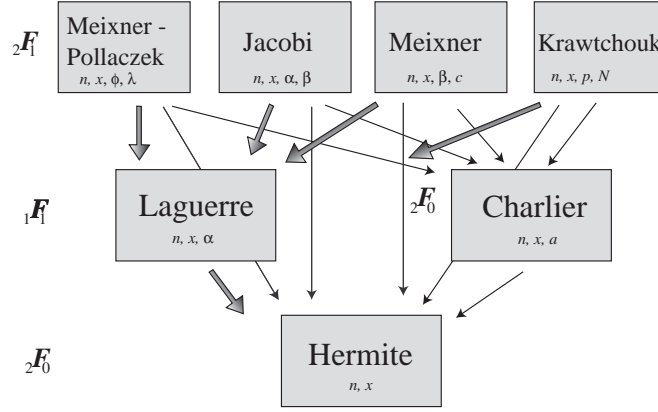 ₂F₁
Meixner -
Pollaczek
n, x, ϕ, λ
Jacobi
n, x, α, β
Meixner
n, x, β, c
Krawtchouk
n, x, p, N
₁F₁
Laguerre
n, x, α
₂F₀
Charlier
n, x, a
₂F₀
Hermite
n, x